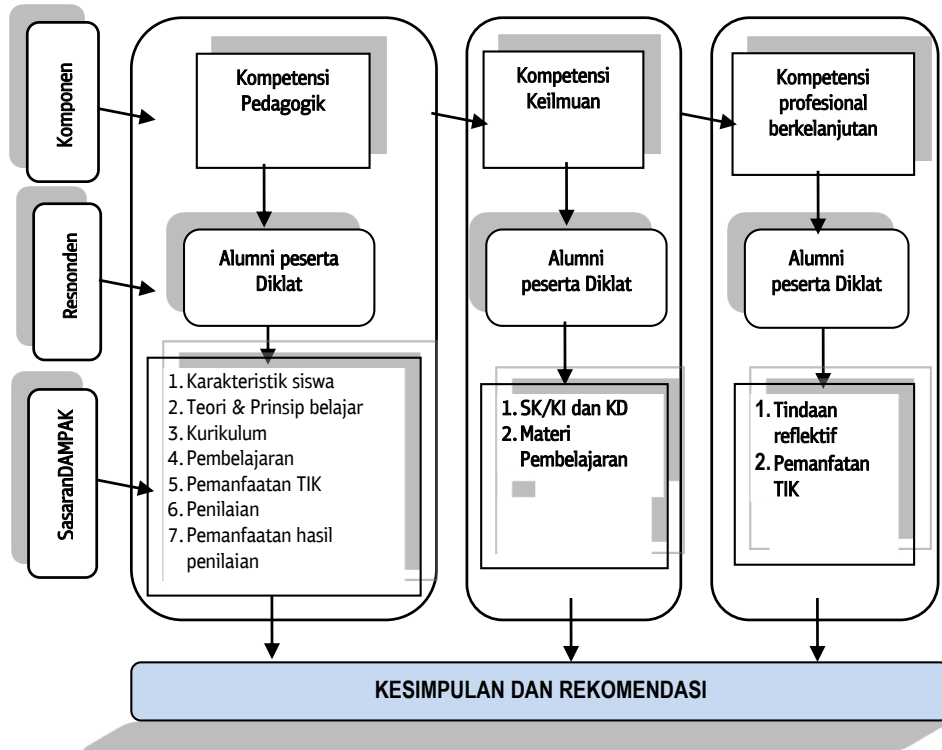 Komponen
Kompetensi
Pedagogik
Kompetensi
Keilmuan
Kompetensi
profesional
berkelanjutan
Responden
Alumni peserta
Diklat
Alumni
peserta Diklat
Alumni
peserta Diklat
SasaranDAMPAK
1. Karakteristik siswa
2. Teori & Prinsip belajar
3. Kurikulum
4. Pembelajaran
5. Pemanfaatan TIK
6. Penilaian
7. Pemanfaatan hasil
penilaian
1. SK/KI dan KD
2. Materi
Pembelajaran
1. Tindaan
reflektif
2. Pemanfatan
TIK
KESIMPULAN DAN REKOMENDASI